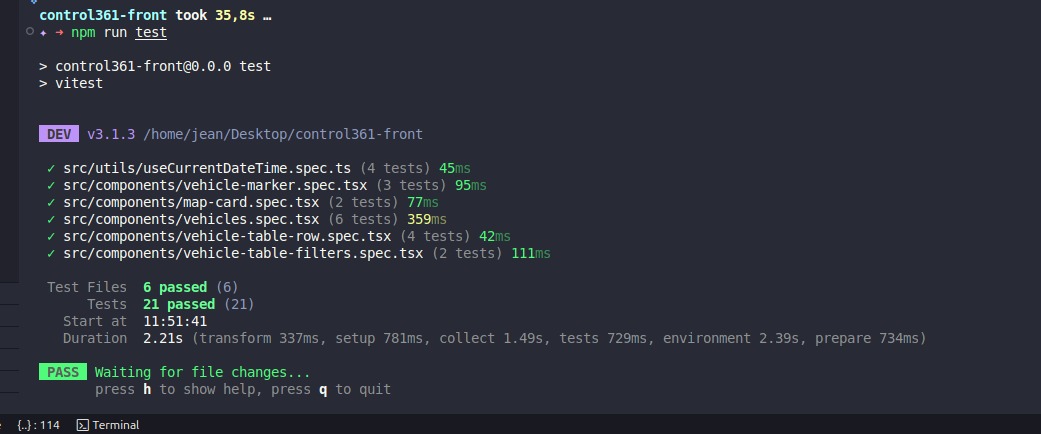 control361-front took 35,8s …
✦ ➜ npm run test
> control361-front@0.0.0 test
> vitest
DEV v3.1.3 /home/jean/Desktop/control361-front
✓ src/utils/useCurrentDateTime.spec.ts (4 tests) 45ms
✓ src/components/vehicle-marker.spec.tsx (3 tests) 95ms
✓ src/components/map-card.spec.tsx (2 tests) 77ms
✓ src/components/vehicles.spec.tsx (6 tests) 359ms
✓ src/components/vehicle-table-row.spec.tsx (4 tests) 42ms
✓ src/components/vehicle-table-filters.spec.tsx (2 tests) 111ms
Test Files 6 passed (6)
Tests 21 passed (21)
Start at 11:51:41
Duration 2.21s (transform 337ms, setup 781ms, collect 1.49s, tests 729ms, environment 2.39s, prepare 734ms)
PASS Waiting for file changes...
press h to show help, press q to quit
{..} : 114 Terminal